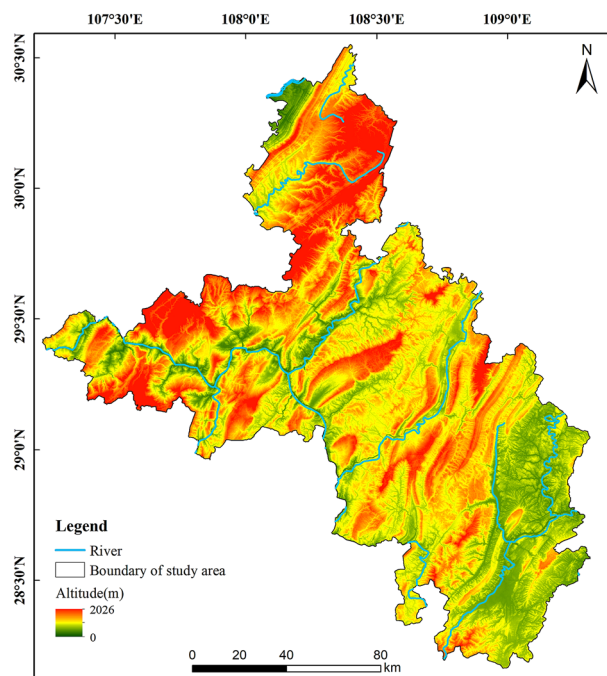 107°30'E 108°0'E 108°30'E 109°0'E
N
30°30'N
30°0'N
29°30'N
29°0'N
28°30'N
Legend
River
Boundary of study area
Altitude(m)
2026
0
0 20 40 80
km